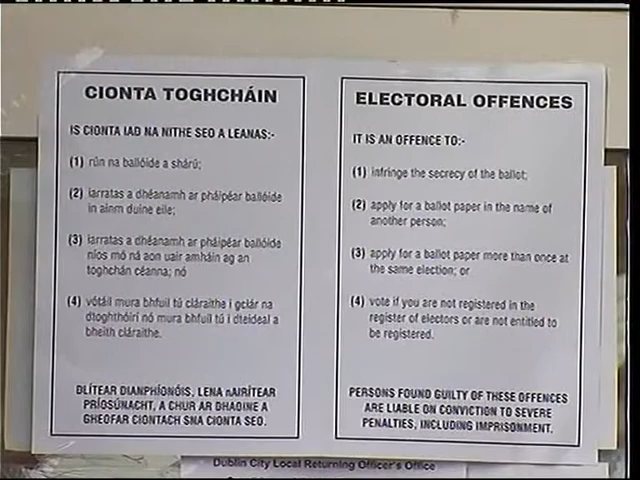 CIONTA TOGHCHÁIN
IS CIONTA IAD NA NITHE SEO A LEANAS:-
(1) rún na ballóide a shárú;
(2) iarratas a dhéanamh ar pháipéar ballóide
in ainm duine eile;
(3) iarratas a dhéanamh ar pháipéar ballóide
níos mó ná aon uair amháin ag an
toghchán céanna; nó
(4) vótáil mura bhfuil tú cláraithe i gclár na
dtoghthóirí nó mura bhfuil tú i dteideal a
bheith cláraithe.
DLÍTEAR DIANPHÍONÓIS, LENA nAIRÍTEAR
PRÍOSÚNACHT, A CHUR AR DHAOINE A
GHEOFAR CIONTACH SNA CIONTA SEO.
ELECTORAL OFFENCES
IT IS AN OFFENCE TO:-
(1) infringe the secrecy of the ballot;
(2) apply for a ballot paper in the name of
another person;
(3) apply for a ballot paper more than once at
the same election; or
(4) vote if you are not registered in the
register of electors or are not entitled to
be registered.
PERSONS FOUND GUILTY OF THESE OFFENCES
ARE LIABLE ON CONVICTION TO SEVERE
PENALTIES, INCLUDING IMPRISONMENT.
Dublin City Local Returning Officer's Office